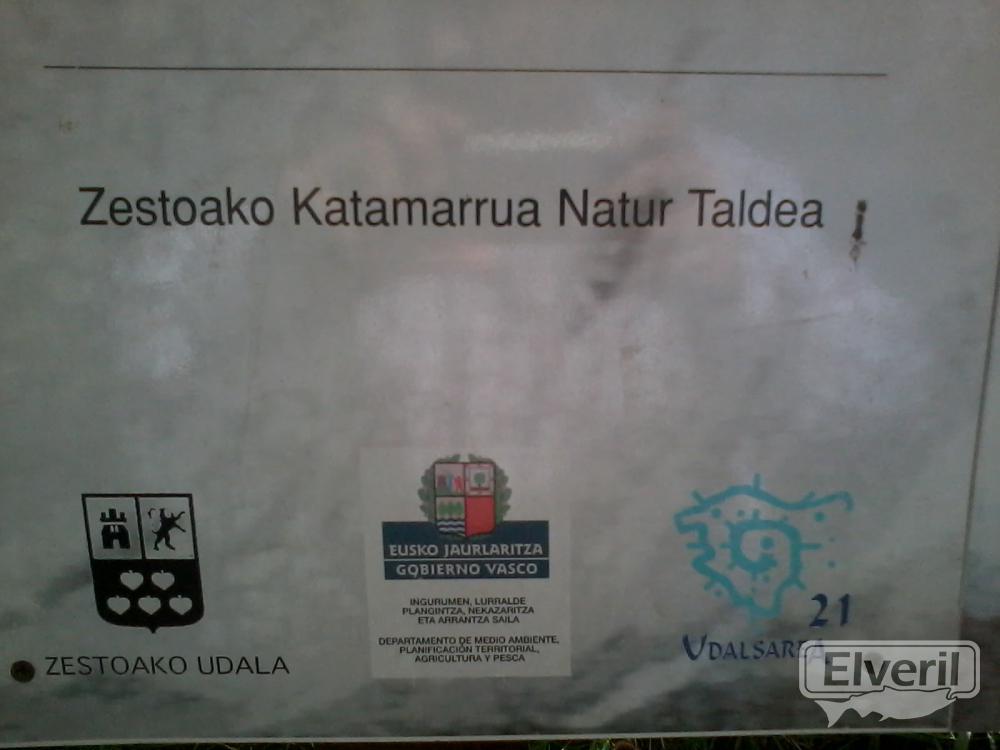 Zestoako Katamarrua Natur Taldea
EUSKO JAURLARITZA
GOBIERNO VASCO
INGURUMEN, LURRALDE
PLANGINTZA, NEKAZARITZA
ETA ARRANTZA SAILA
DEPARTAMENTO DE MEDIO AMBIENTE,
PLANIFICACIÓN TERRITORIAL,
AGRICULTURA Y PESCA
ZESTOAKO UDALA
21
UDALSAREA
Elveril